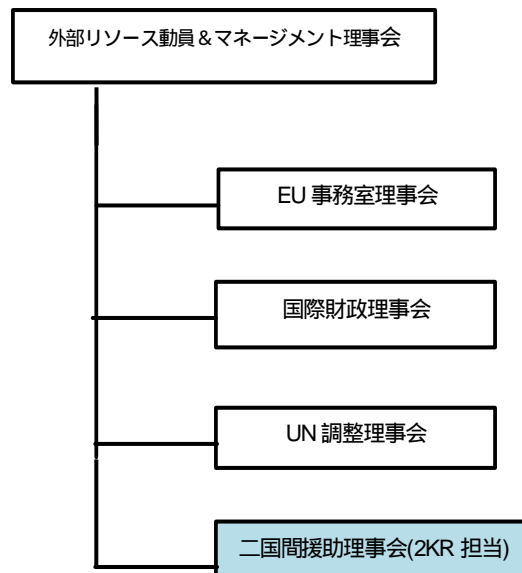 外部リソース動員＆マネージメント理事会
EU 事務室理事会
国際財政理事会
UN 調整理事会
二国間援助理事会(2KR 担当)